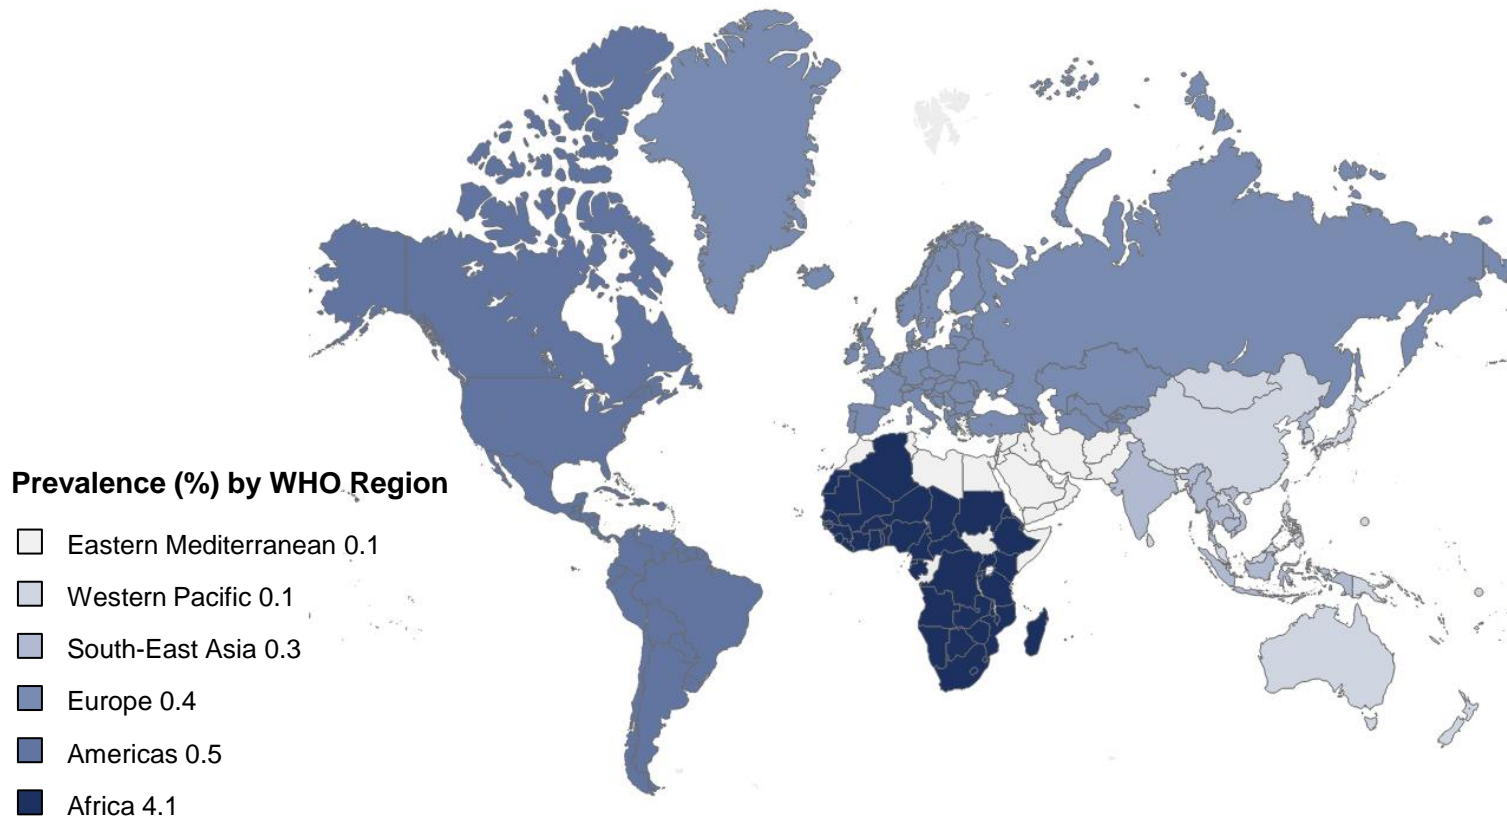 Prevalence (%) by WHO Region
Eastern Mediterranean 0.1
Western Pacific 0.1
South-East Asia 0.3
Europe 0.4
Americas 0.5
Africa 4.1